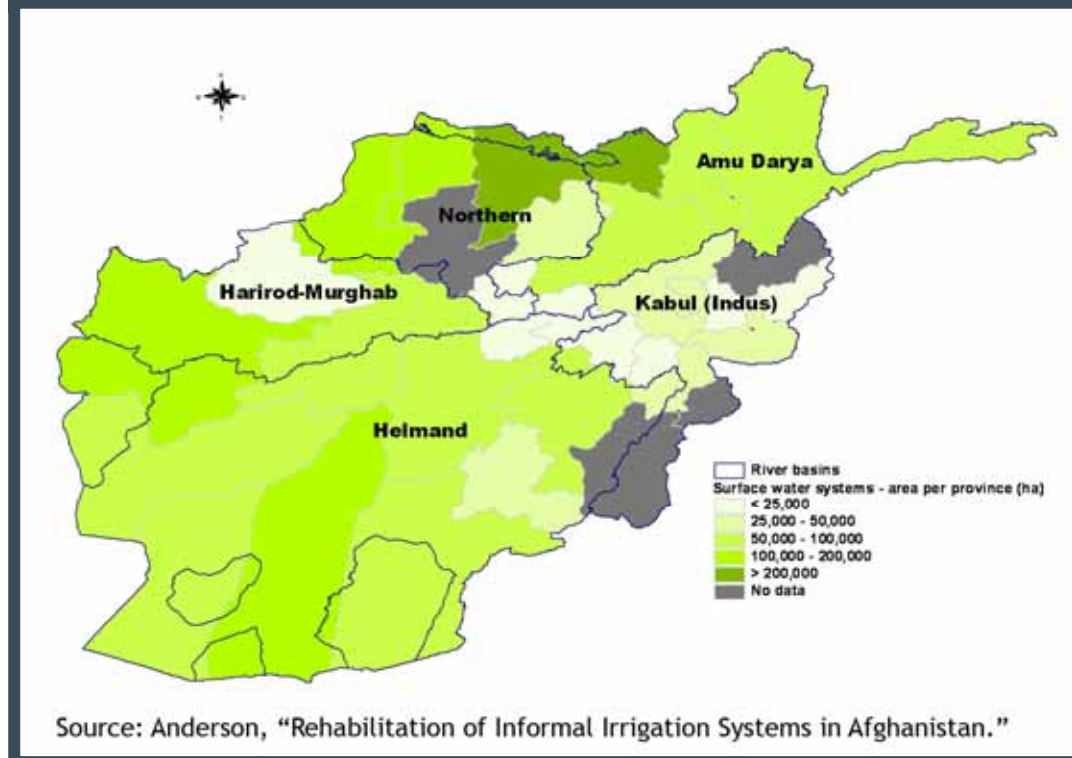 Amu Darya
Northern
Harirod-Murghab
Kabul (Indus)
Helmand
River basins
Surface water systems - area per province (ha)
< 25,000
25,000 - 50,000
50,000 - 100,000
100,000 - 200,000
> 200,000
No data
Source: Anderson, “Rehabilitation of Informal Irrigation Systems in Afghanistan.”